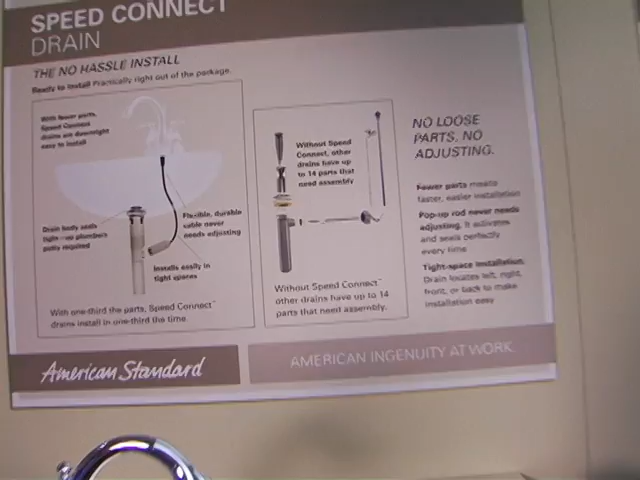 SPEED CONNECT
DRAIN
THE NO HASSLE INSTALL
Ready to Install Practically right out of the package.
With fewer parts,
Speed Connect
drains are downright
easy to install
Drain body seals
tight—no plumbers
putty required
Flexible, durable
cable never
needs adjusting
Installs easily in
tight spaces
With one-third the parts, Speed Connect™
drains install in one-third the time.
Without Speed
Connect, other
drains have up
to 14 parts that
need assembly
Without Speed Connect™
other drains have up to 14
parts that need assembly.
NO LOOSE
PARTS, NO
ADJUSTING.
Fewer parts means
faster, easier installation
Pop-up rod never needs
adjusting. It activates
and seals perfectly
every time
Tight-space installation.
Drain locates left, right,
front, or back to make
installation easy
American Standard
AMERICAN INGENUITY AT WORK.